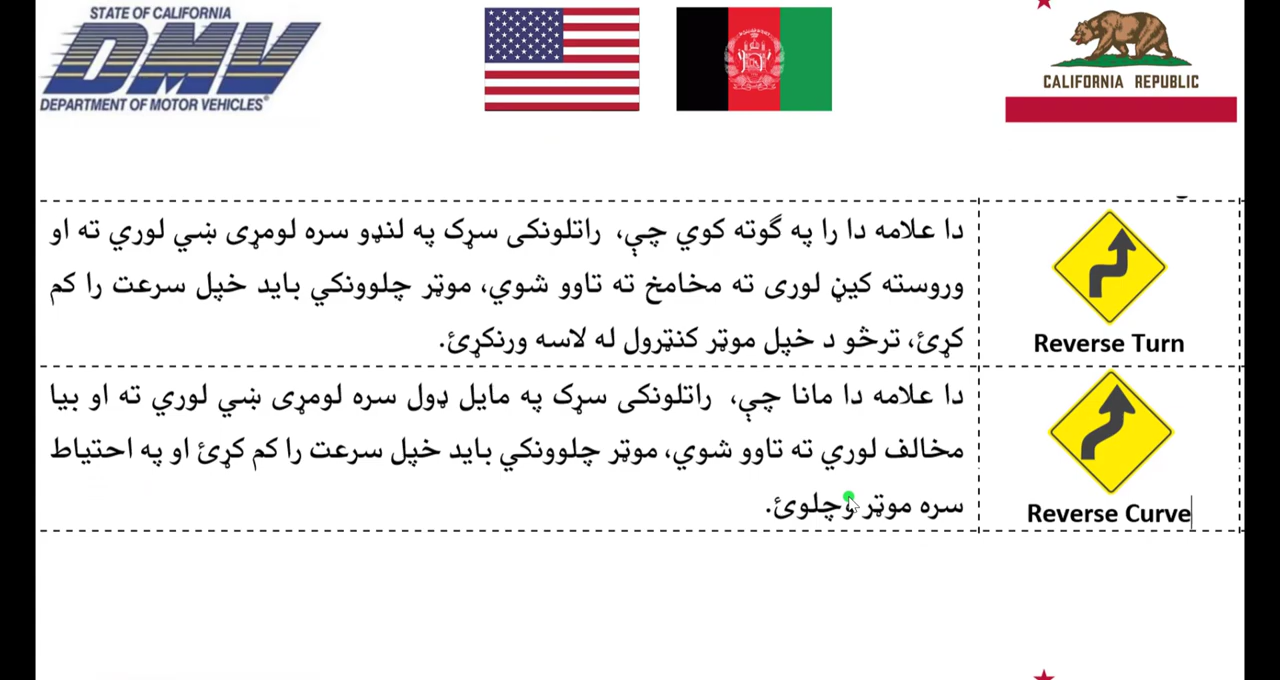 STATE OF CALIFORNIA
DMV
DEPARTMENT OF MOTOR VEHICLES®
CALIFORNIA REPUBLIC
دا علامه دا را په ګوته کوي چې، راتلونکی سړک په لنډو سره لومړی ښي لوري ته او
وروسته کیڼ لوری ته مخامخ ته تاوو شوي، موټر چلوونکي باید خپل سرعت را کم
کړئ، ترڅو د خپل موټر کنټرول له لاسه ورنکړئ.
Reverse Turn
دا علامه دا مانا چې، راتلونکی سړک په مایل ډول سره لومړی ښي لوري ته او بیا
مخالف لوري ته تاوو شوي، موټر چلوونکي باید خپل سرعت را کم کړئ او په احتیاط
سره موټر وچلوئ.
Reverse Curve